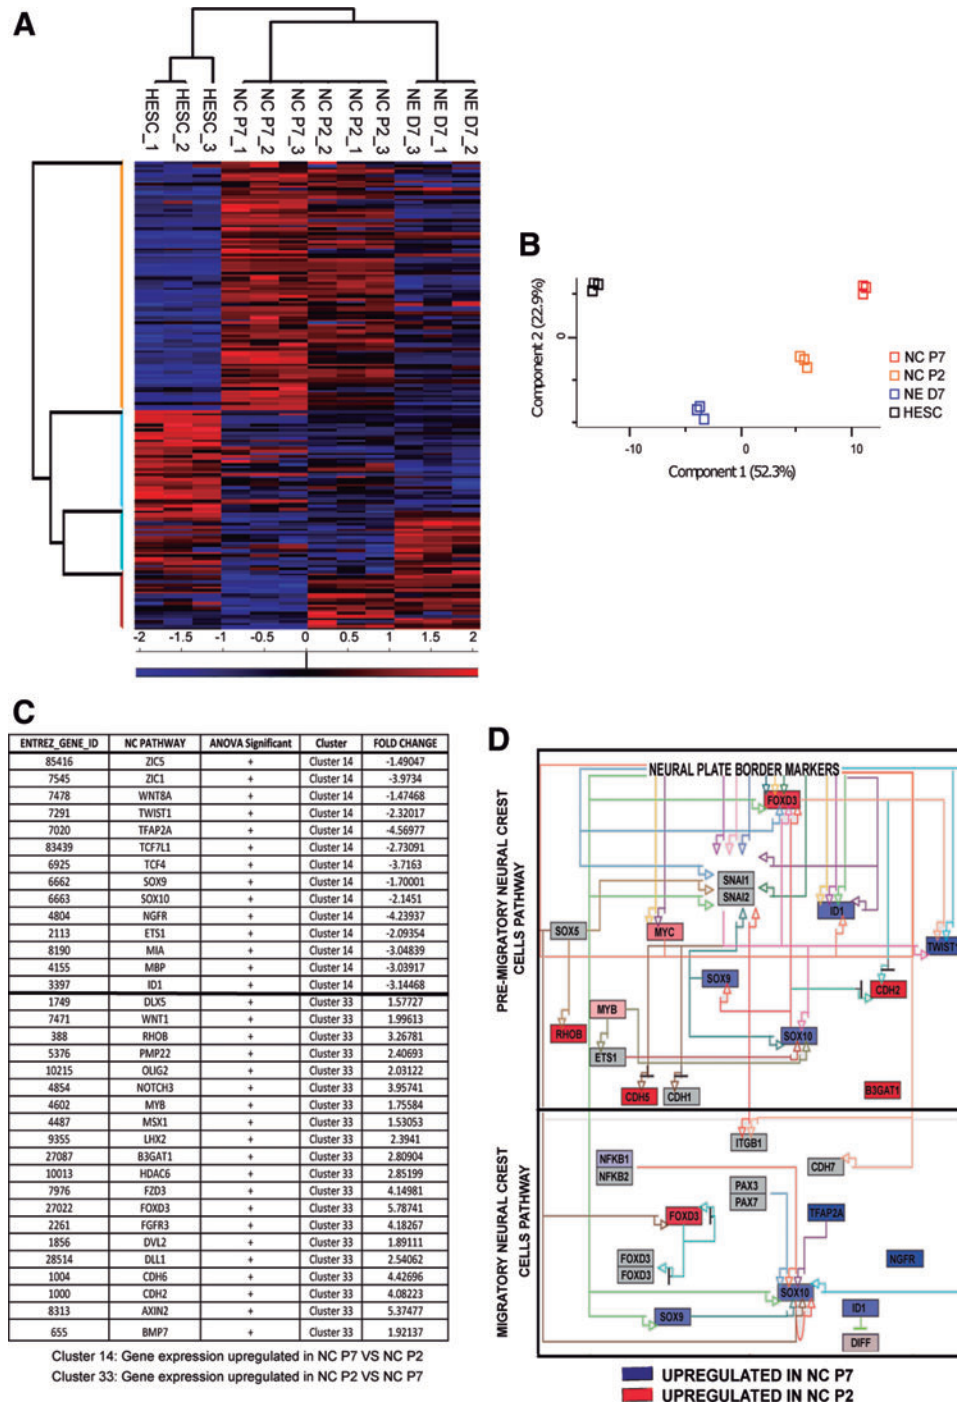 A
HESC_1 HESC_2 HESC_3 NC P7_1 NC P7_2 NC P7_3 NC P2_2 NC P2_1 NC P2_3 NE D7_3 NE D7_1 NE D7_2
-2 -1.5 -1 -0.5 0 0.5 1 1.5 2
B
Component 2 (22.9%)
0
-10 0 10
Component 1 (52.3%)
NC P7
NC P2
NE D7
HESC
C
ENTREZ_GENE_ID NC PATHWAY ANOVA Significant Cluster FOLD CHANGE
85416 ZIC5 + Cluster 14 -1.49047
7545 ZIC1 + Cluster 14 -3.9734
7478 WNT8A + Cluster 14 -1.47468
7291 TWIST1 + Cluster 14 -2.32017
7020 TFAP2A + Cluster 14 -4.56977
83439 TCF7L1 + Cluster 14 -2.73091
6925 TCF4 + Cluster 14 -3.7163
6662 SOX9 + Cluster 14 -1.70001
6663 SOX10 + Cluster 14 -2.1451
4804 NGFR + Cluster 14 -4.23937
2113 ETS1 + Cluster 14 -2.09354
8190 MIA + Cluster 14 -3.04839
4155 MBP + Cluster 14 -3.03917
3397 ID1 + Cluster 14 -3.14468
1749 DLX5 + Cluster 33 1.57727
7471 WNT1 + Cluster 33 1.99613
388 RHOB + Cluster 33 3.26781
5376 PMP22 + Cluster 33 2.40693
10215 OLIG2 + Cluster 33 2.03122
4854 NOTCH3 + Cluster 33 3.95741
4602 MYB + Cluster 33 1.75584
4487 MSX1 + Cluster 33 1.53053
9355 LHX2 + Cluster 33 2.3941
27087 B3GAT1 + Cluster 33 2.80904
10013 HDAC6 + Cluster 33 2.85199
7976 FZD3 + Cluster 33 4.14981
27022 FOXD3 + Cluster 33 5.78741
2261 FGFR3 + Cluster 33 4.18267
1856 DVL2 + Cluster 33 1.89111
28514 DLL1 + Cluster 33 2.54062
1004 CDH6 + Cluster 33 4.42696
1000 CDH2 + Cluster 33 4.08223
8313 AXIN2 + Cluster 33 5.37477
655 BMP7 + Cluster 33 1.92137
Cluster 14: Gene expression upregulated in NC P7 VS NC P2
Cluster 33: Gene expression upregulated in NC P2 VS NC P7
D
PRE-MIGRATORY NEURAL CREST
CELLS PATHWAY
NEURAL PLATE BORDER MARKERS
FOXD3
SNAI1
SNAI2
ID1
SOX5
MYC
TWIST1
SOX9
CDH2
MYB
RHOB
SOX10
ETS1
CDH5
CDH1
B3GAT1
MIGRATORY NEURAL CREST
CELLS PATHWAY
ITGB1
NFKB1
NFKB2
CDH7
PAX3
PAX7
FOXD3
TFAP2A
FOXD3
FOXD3
NGFR
SOX10
SOX9
ID1
DIFF
UPREGULATED IN NC P7
UPREGULATED IN NC P2